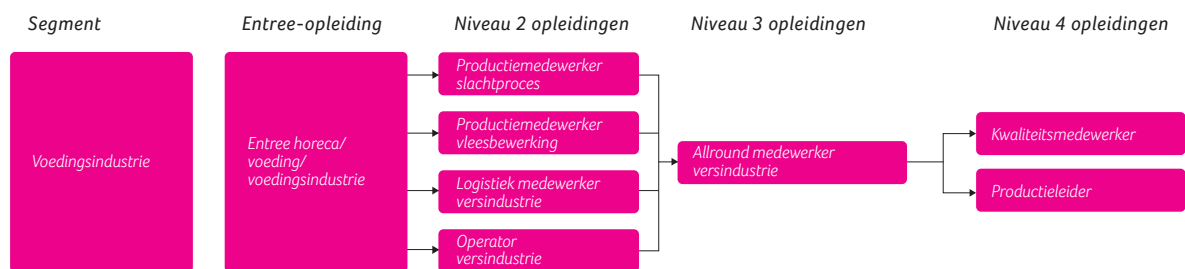 Segment
Entree-opleiding
Niveau 2 opleidingen
Niveau 3 opleidingen
Niveau 4 opleidingen
Voedingsindustrie
Entree horeca/
voeding/
voedingsindustrie
Productiemedewerker
slachtproces
Productiemedewerker
vleesbewerking
Logistiek medewerker
versindustrie
Operator
versindustrie
Allround medewerker
versindustrie
Kwaliteitsmedewerker
Productieleider